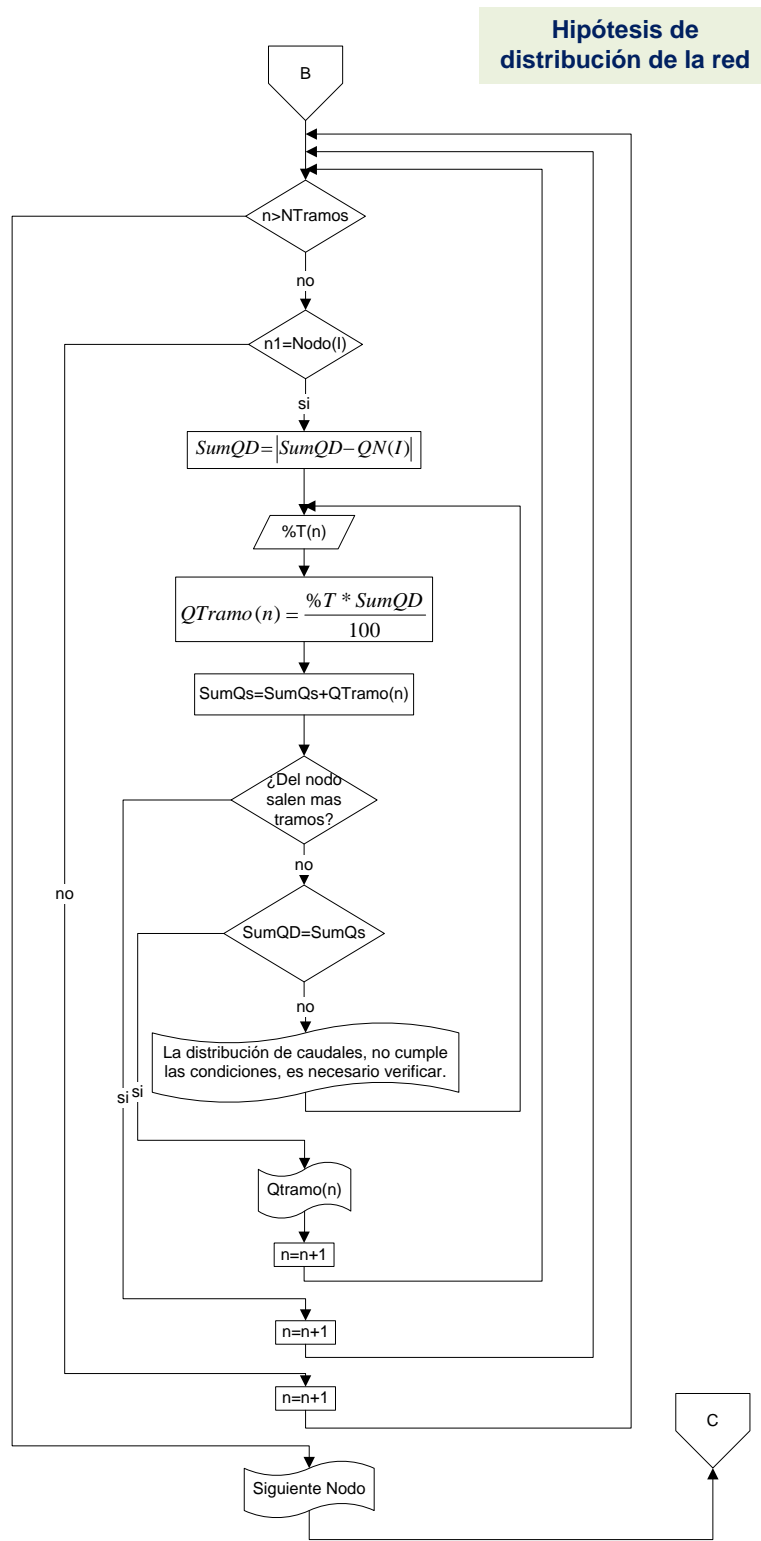 Hipótesis de
distribución de la red
B
n>NTramos
no
n1=Nodo(I)
si
SumQD=|SumQD-QN(I)|
%T(n)
QTramo(n) = %T * SumQD / 100
SumQs=SumQs+QTramo(n)
¿Del nodo
salen mas
tramos?
no
no
SumQD=SumQs
no
La distribución de caudales, no cumple
las condiciones, es necesario verificar.
si
si
Qtramo(n)
n=n+1
n=n+1
n=n+1
C
Siguiente Nodo